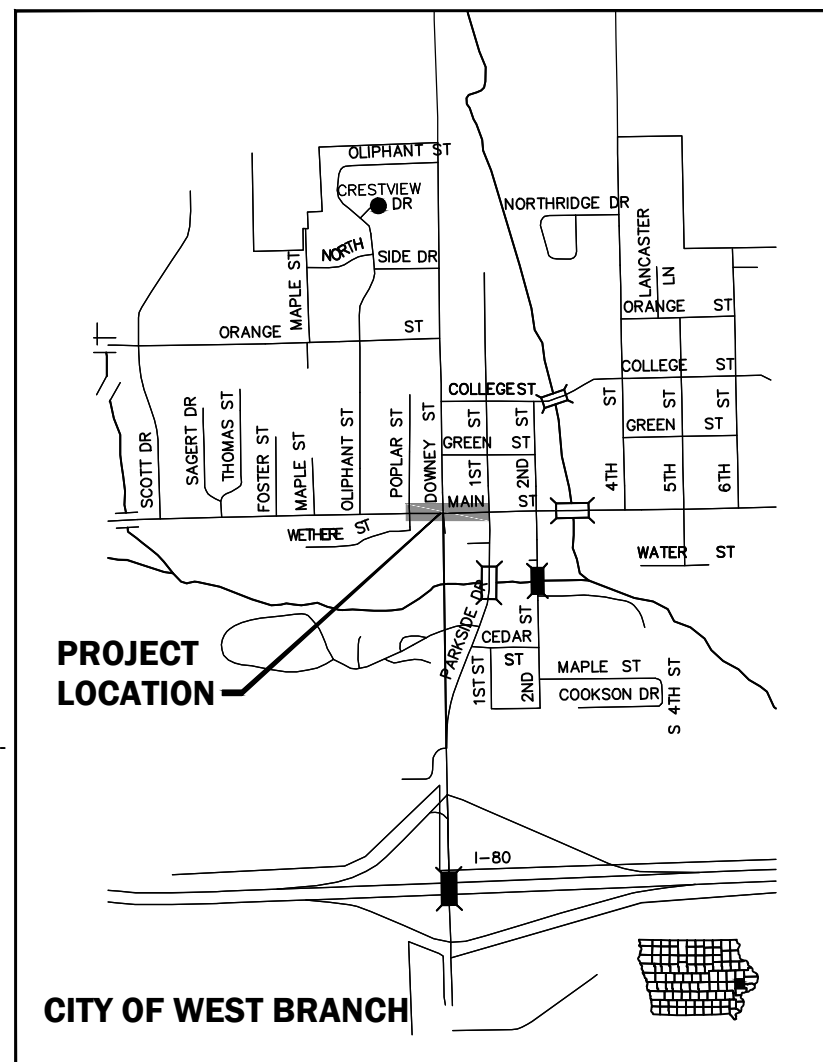 OLIPHANT ST
CRESTVIEW
DR
NORTHRIDGE DR
LANCASTER
LN
NORTH
SIDE DR
MAPLE ST
ORANGE ST
ORANGE ST
COLLEGE ST
COLLEGE ST
SCOTT DR
SAGERT DR
THOMAS ST
FOSTER ST
MAPLE ST
OLIPHANT ST
POPLAR ST
DOWNEY ST
1ST ST
2ND ST
4TH ST
5TH ST
6TH ST
GREEN ST
GREEN ST
MAIN ST
WETHERE ST
WATER ST
PARKSIDE DR
CEDAR
ST
1ST ST
2ND ST
MAPLE ST
COOKSON DR
S 4TH ST
PROJECT
LOCATION
I-80
CITY OF WEST BRANCH